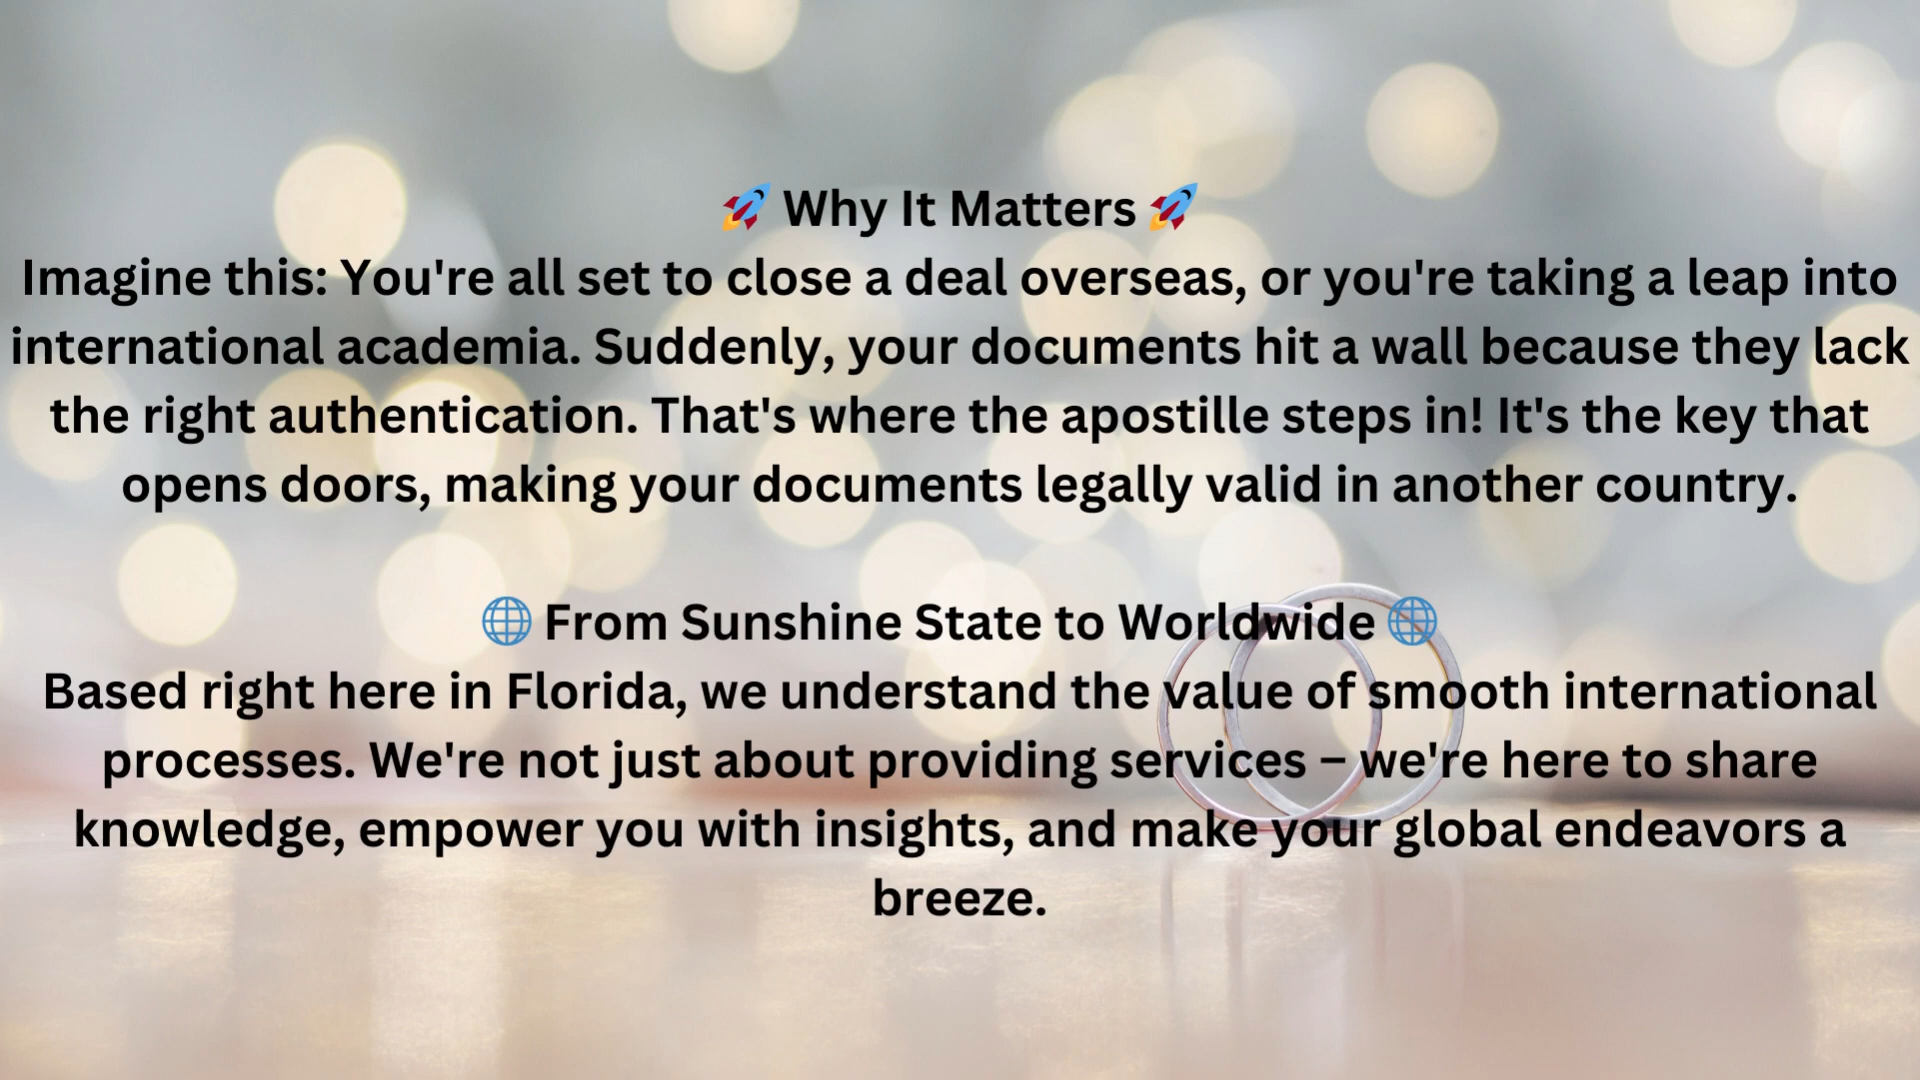 🚀 Why It Matters 🚀
Imagine this: You're all set to close a deal overseas, or you're taking a leap into
international academia. Suddenly, your documents hit a wall because they lack
the right authentication. That's where the apostille steps in! It's the key that
opens doors, making your documents legally valid in another country.
🌐 From Sunshine State to Worldwide 🌐
Based right here in Florida, we understand the value of smooth international
processes. We're not just about providing services – we're here to share
knowledge, empower you with insights, and make your global endeavors a
breeze.